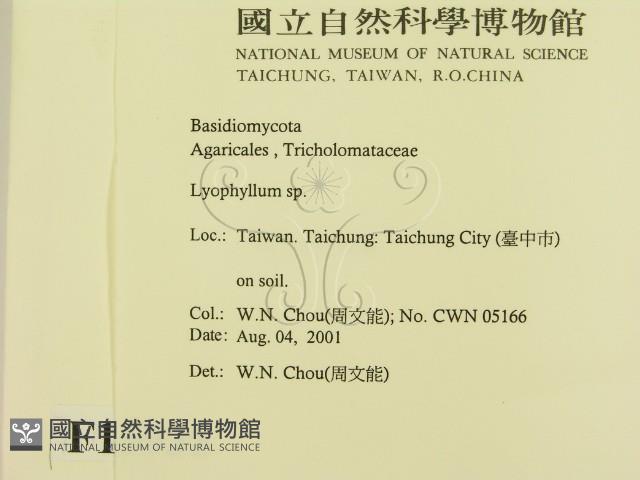 國立自然科學博物館
NATIONAL MUSEUM OF NATURAL SCIENCE
TAICHUNG, TAIWAN, R.O.CHINA
Basidiomycota
Agaricales , Tricholomataceae
Lyophyllum sp.
Loc.: Taiwan. Taichung: Taichung City (臺中市)
on soil.
Col.: W.N. Chou(周文能); No. CWN 05166
Date: Aug. 04, 2001
Det.: W.N. Chou(周文能)
國立自然科學博物館
NATIONAL MUSEUM OF NATURAL SCIENCE